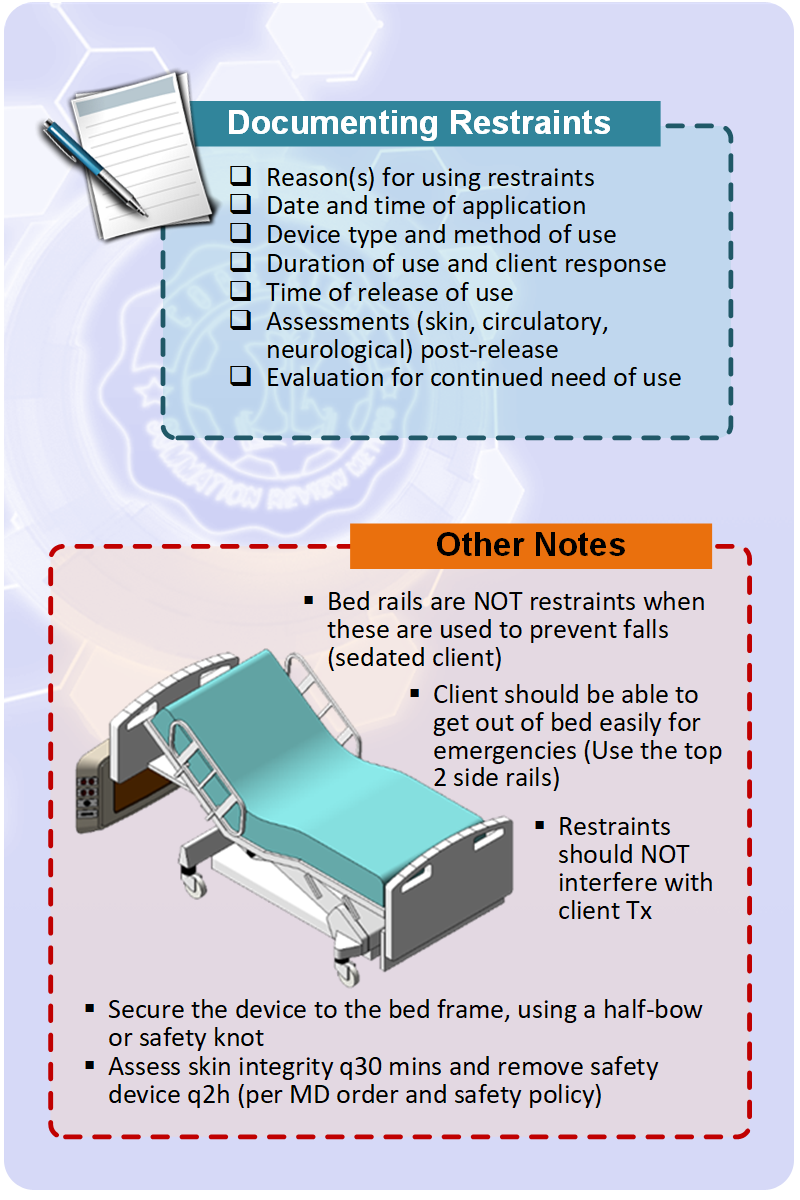 Documenting Restraints
❑ Reason(s) for using restraints
❑ Date and time of application
❑ Device type and method of use
❑ Duration of use and client response
❑ Time of release of use
❑ Assessments (skin, circulatory,
neurological) post-release
❑ Evaluation for continued need of use
REVIEW
Other Notes
▪ Bed rails are NOT restraints when
these are used to prevent falls
(sedated client)
▪ Client should be able to
get out of bed easily for
emergencies (Use the top
2 side rails)
▪ Restraints
should NOT
interfere with
client Tx
▪ Secure the device to the bed frame, using a half-bow
or safety knot
▪ Assess skin integrity q30 mins and remove safety
device q2h (per MD order and safety policy)